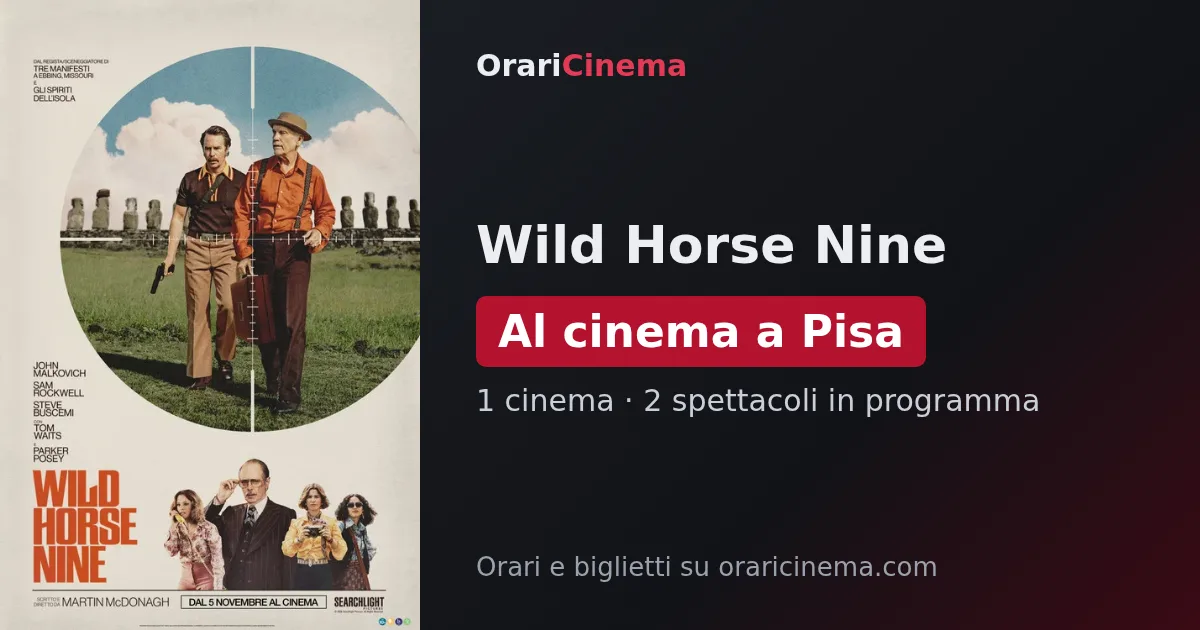 DAL REGISTA/SCENEGGIATORE DI
TRE MANIFESTI
A EBBING, MISSOURI
E
GLI SPIRITI
DELL'ISOLA
JOHN
MALKOVICH
SAM
ROCKWELL
STEVE
BUSCEMI
CON
TOM
WAITS
E
PARKER
POSEY
WILD
HORSE
NINE
SCRITTO E
DIRETTO DA MARTIN McDONAGH
DAL 5 NOVEMBRE AL CINEMA
SEARCHLIGHT
PICTURES
OrariCinema
Wild Horse Nine
Al cinema a Pisa
1 cinema · 2 spettacoli in programma
Orari e biglietti su oraricinema.com